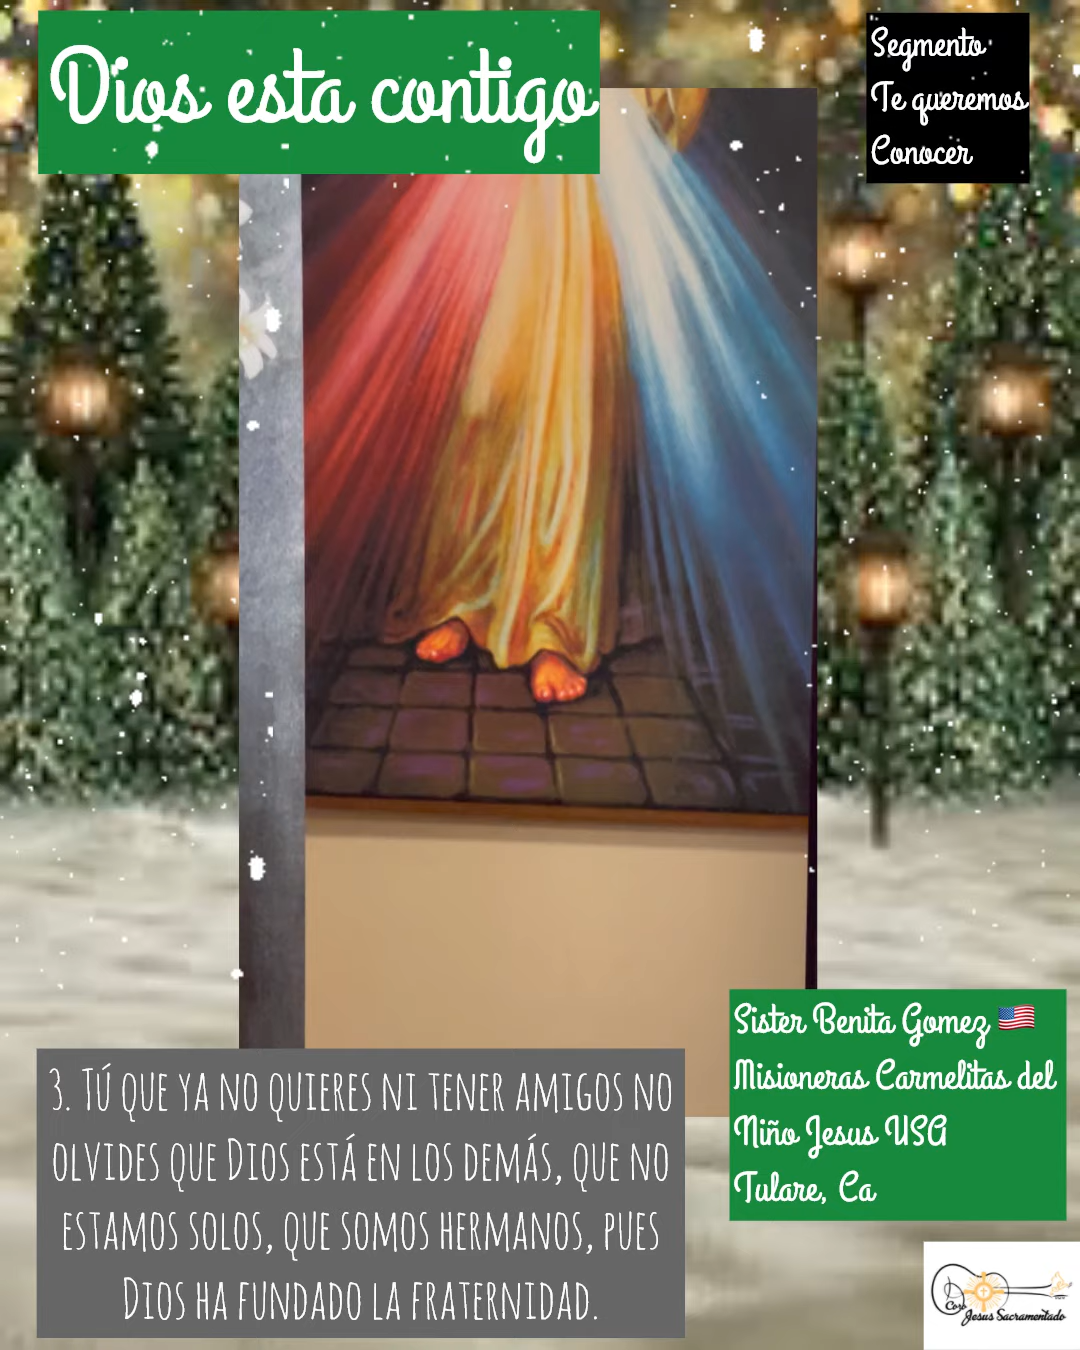 Dios esta contigo
Segmento
Te queremos
Conocer
3. Tú que ya no quieres ni tener amigos no
olvides que Dios está en los demás, que no
estamos solos, que somos hermanos, pues
Dios ha fundado la fraternidad.
Sister Benita Gomez 🇺🇸
Misioneras Carmelitas del
Niño Jesus USA
Tulare, Ca
Coro
Jesus Sacramentado